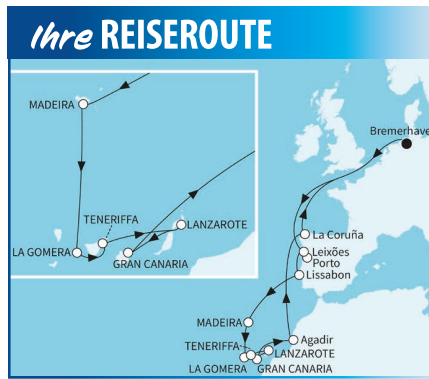 Ihre REISEROUTE
MADEIRA
TENERIFFA
LANZAROTE
LA GOMERA
GRAN CANARIA
Bremerhave
La Coruña
Leixões
Porto
Lissabon
MADEIRA
Agadir
TENERIFFA
LANZAROTE
LA GOMERA GRAN CANARIA